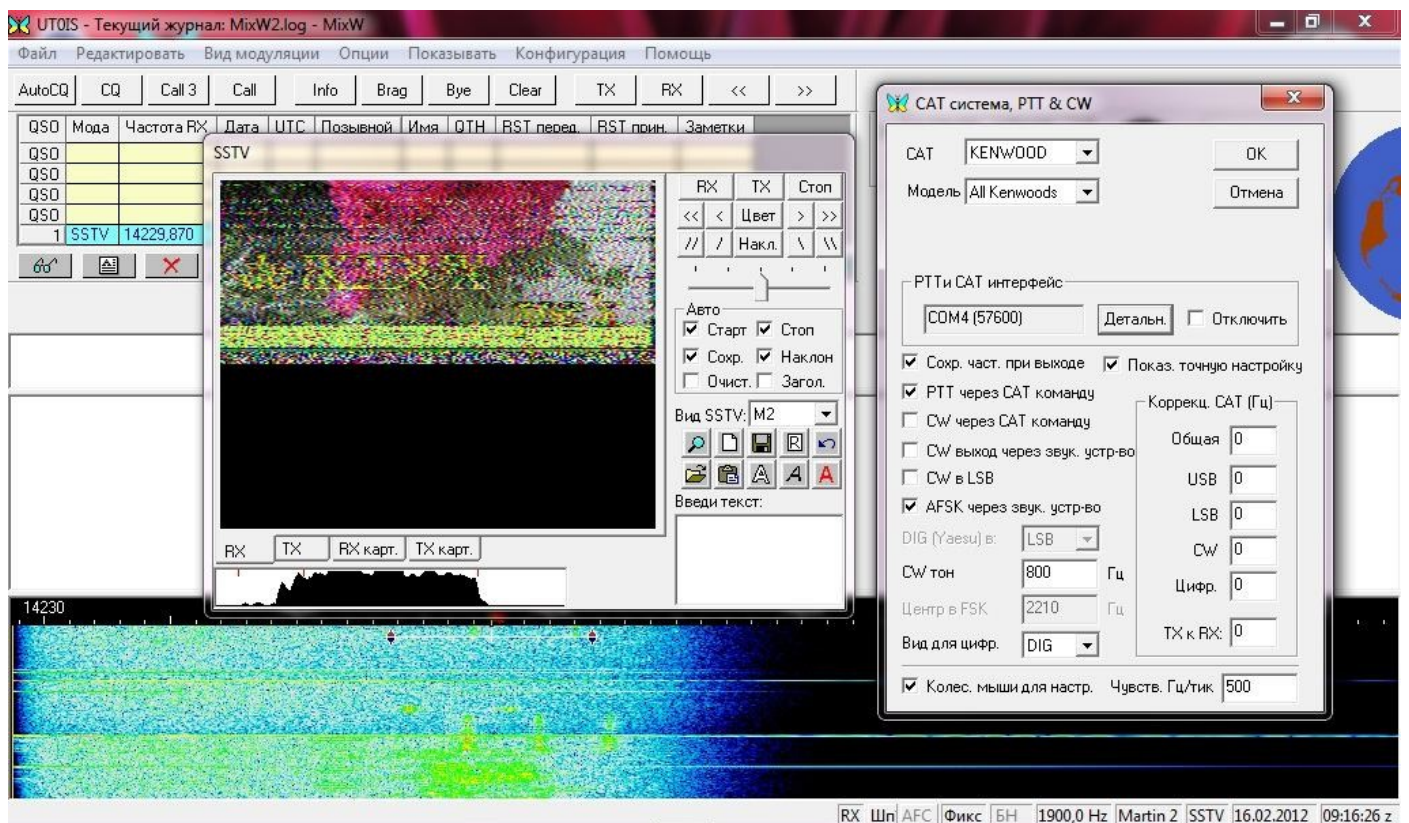 UT0IS - Текущий журнал: MixW2.log - MixW
Файл Редактировать Вид модуляции Опции Показывать Конфигурация Помощь
AutoCQ CQ Call 3 Call Info Brag Bye Clear TX RX << >>
QSO Мода Частота RX Дата UTC Позывной Имя QTH RST перед. RST прин. Заметки
QSO
QSO
QSO
QSO
1 SSTV 14229,870
SSTV
RX TX Стоп
<< < Цвет > >>
// / Накл. \ \\
Авто
Старт Стоп
Сохр. Наклон
Очист. Загол.
Вид SSTV: M2
R
A A A
Введи текст:
RX TX RX карт. TX карт.
14230
CAT система, PTT & CW
CAT KENWOOD OK
Модель All Kenwoods Отмена
PTTи CAT интерфейс
COM4 (57600) Детальн. Отключить
Сохр. част. при выходе Показ. точную настройку
PTT через CAT команду
CW через CAT команду
CW выход через звук. устр-во
CW в LSB
AFSK через звук. устр-во
DIG (Yaesu) в: LSB
CW тон 800 Гц
Центр в FSK 2210 Гц
Вид для цифр. DIG
Коррекц. CAT (Гц)
Общая 0
USB 0
LSB 0
CW 0
Цифр. 0
TX к RX: 0
Колес. мыши для настр. Чувств. Гц/тик 500
RX Шп AFC Фикс БН 1900,0 Hz Martin 2 SSTV 16.02.2012 09:16:26 z